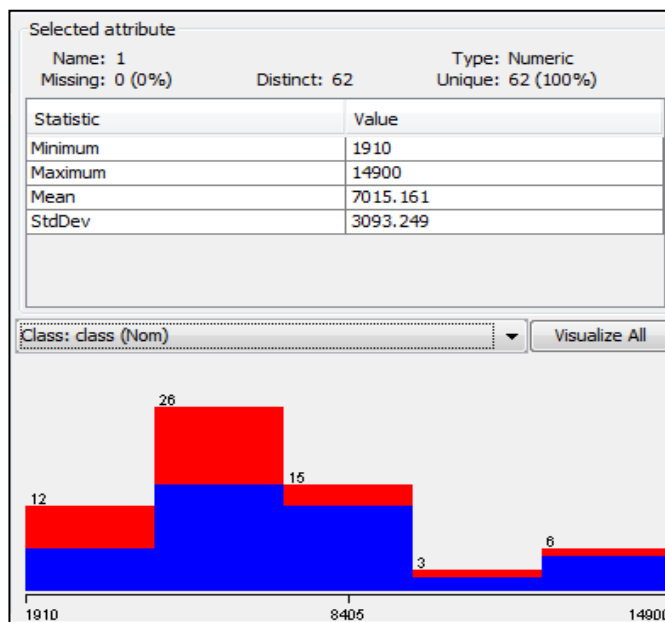 Selected attribute
Name: 1 Type: Numeric
Missing: 0 (0%) Distinct: 62 Unique: 62 (100%)
Statistic Value
Minimum 1910
Maximum 14900
Mean 7015.161
StdDev 3093.249
Class: class (Nom) Visualize All
26
15
12
6
3
1910 8405 14900